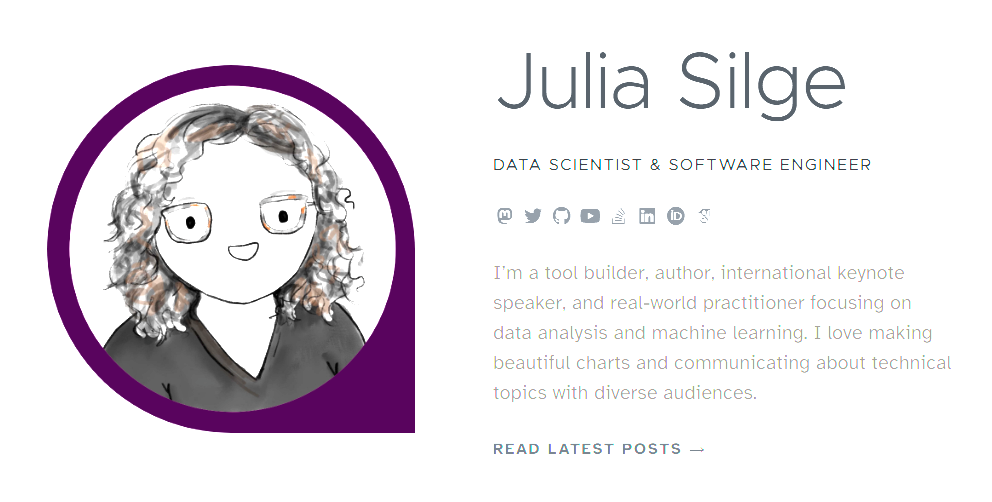 Julia Silge
DATA SCIENTIST & SOFTWARE ENGINEER
I'm a tool builder, author, international keynote
speaker, and real-world practitioner focusing on
data analysis and machine learning. I love making
beautiful charts and communicating about technical
topics with diverse audiences.
READ LATEST POSTS →